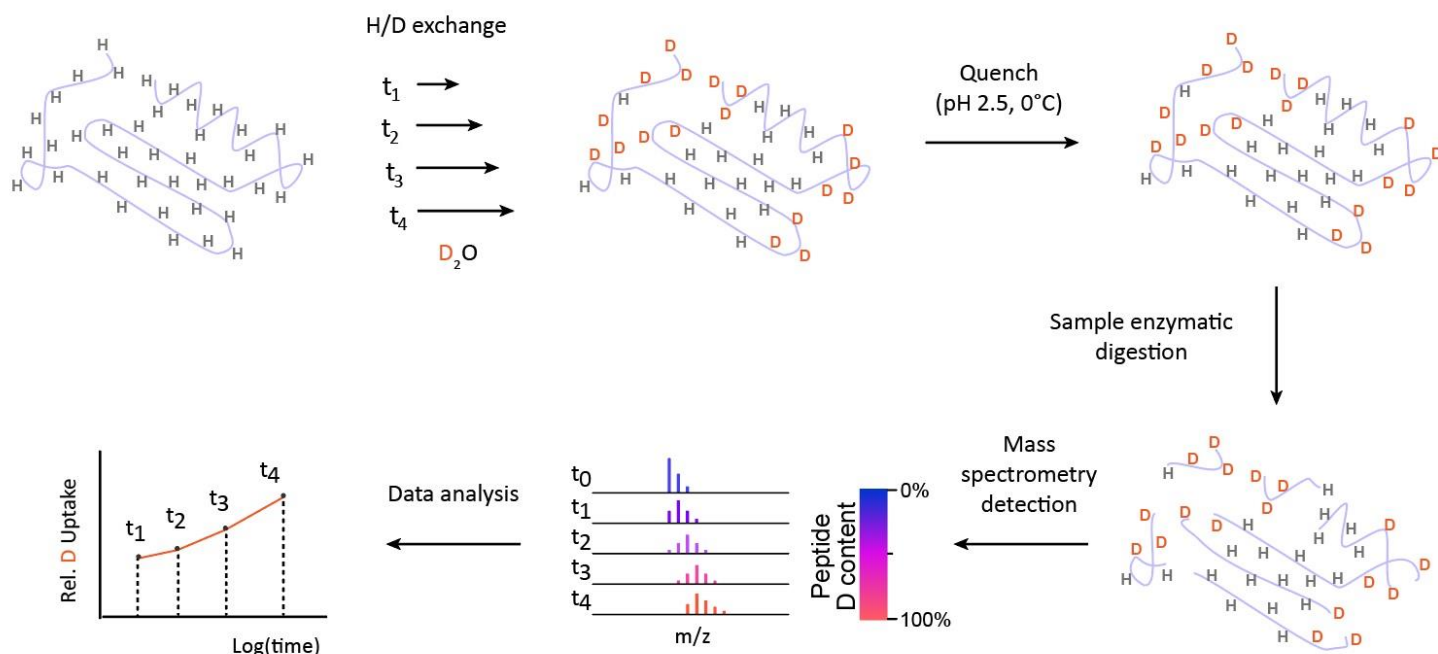 H
H H H
H H
H H H
H H H H H H
H H H H H H H
H H H H H H H H
H H
H H H H
H H H
H/D exchange
t1
t2
t3
t4
D2O
D
D D D D
H D
D H H
D D D H H H D
D D H H H H D
H H H H H H D D D
H H H D
H D D
Quench
(pH 2.5, 0°C)
D
D D D D
H D
D H H
D D D H H H D
D D H H H H D
H H H H H H D D D
H H H D
H D D
Sample enzymatic
digestion
D
D D D D
H D H
D D H H H D
D D H H H D
H H H H H H D D D
H H D
H D D
Mass
spectrometry
detection
t0
t1
t2
t3
t4
m/z
Peptide
D content
0%
100%
Data analysis
Rel. D Uptake
t1
t2
t3
t4
Log(time)